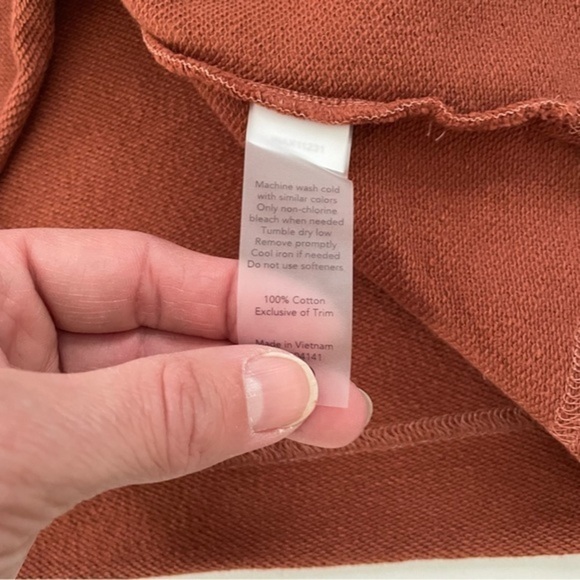 Machine wash cold
with similar colors
Only non-chlorine
bleach when needed
Tumble dry low
Remove promptly
Cool iron if needed
Do not use softeners
100% Cotton
Exclusive of Trim
Made in Vietnam
04141